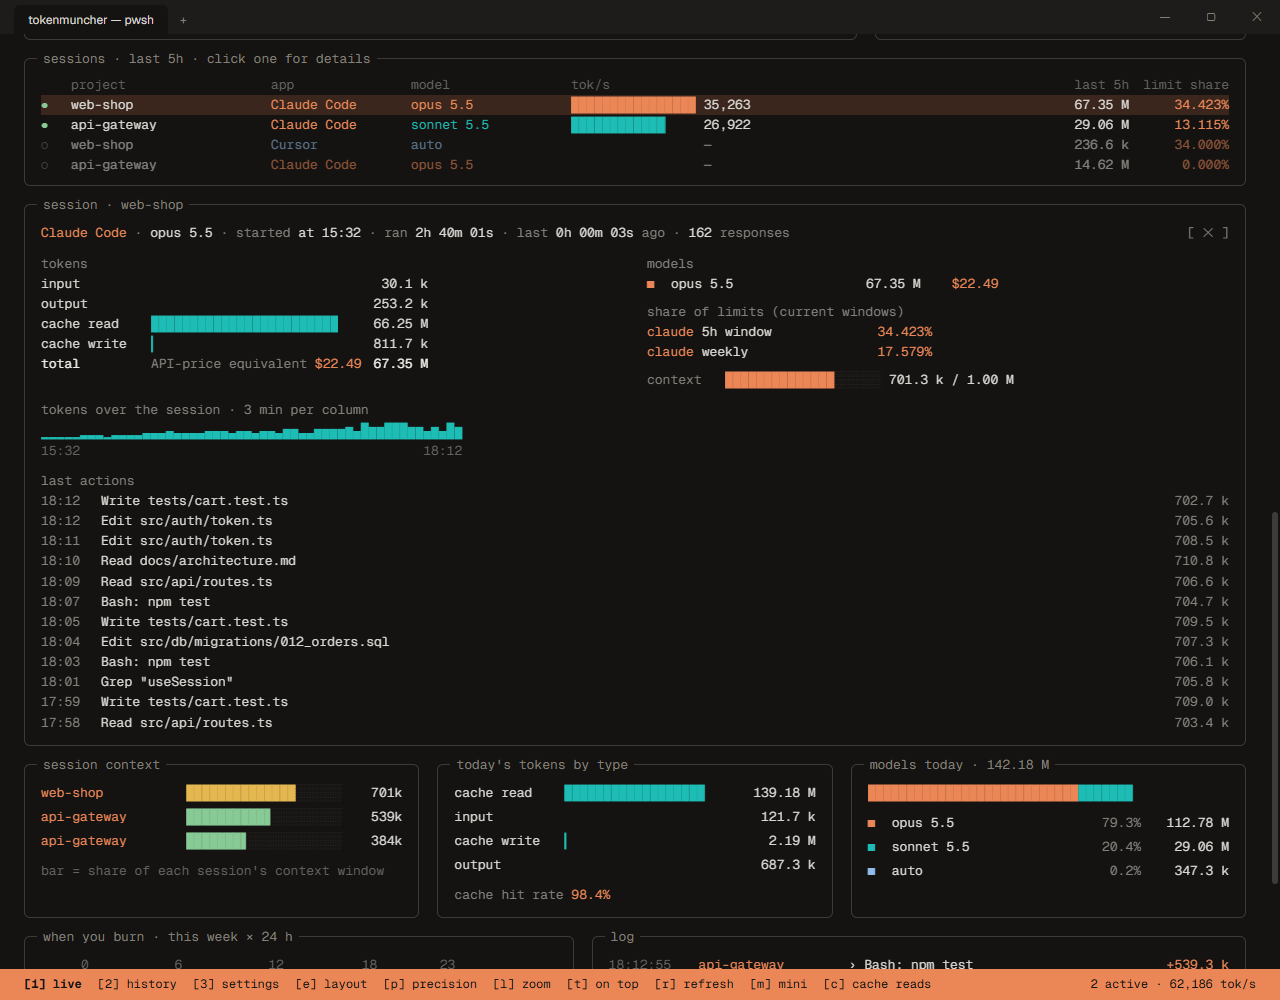 tokenmuncher — pwsh +
sessions · last 5h · click one for details
project app model tok/s last 5h limit share
● web-shop Claude Code opus 5.5 35,263 67.35 M 34.423%
● api-gateway Claude Code sonnet 5.5 26,922 29.06 M 13.115%
○ web-shop Cursor auto — 236.6 k 34.000%
○ api-gateway Claude Code opus 5.5 — 14.62 M 0.000%
session · web-shop
Claude Code · opus 5.5 · started at 15:32 · ran 2h 40m 01s · last 0h 00m 03s ago · 162 responses [ × ]
tokens
input 30.1 k
output 253.2 k
cache read 66.25 M
cache write 811.7 k
total API-price equivalent $22.49 67.35 M
models
■ opus 5.5 67.35 M $22.49
share of limits (current windows)
claude 5h window 34.423%
claude weekly 17.579%
context 701.3 k / 1.00 M
tokens over the session · 3 min per column
15:32 18:12
last actions
18:12 Write tests/cart.test.ts 702.7 k
18:12 Edit src/auth/token.ts 705.6 k
18:11 Edit src/auth/token.ts 708.5 k
18:10 Read docs/architecture.md 710.8 k
18:09 Read src/api/routes.ts 706.6 k
18:07 Bash: npm test 704.7 k
18:05 Write tests/cart.test.ts 709.5 k
18:04 Edit src/db/migrations/012_orders.sql 707.3 k
18:03 Bash: npm test 706.1 k
18:01 Grep "useSession" 705.8 k
17:59 Write tests/cart.test.ts 709.0 k
17:58 Read src/api/routes.ts 703.4 k
session context
web-shop 701k
api-gateway 539k
api-gateway 384k
bar = share of each session's context window
today's tokens by type
cache read 139.18 M
input 121.7 k
cache write 2.19 M
output 687.3 k
cache hit rate 98.4%
models today · 142.18 M
■ opus 5.5 79.3% 112.78 M
■ sonnet 5.5 20.4% 29.06 M
■ auto 0.2% 347.3 k
when you burn · this week × 24 h
0 6 12 18 23
log
18:12:55 api-gateway › Bash: npm test +539.3 k
[1] live [2] history [3] settings [e] layout [p] precision [l] zoom [t] on top [r] refresh [m] mini [c] cache reads 2 active · 62,186 tok/s